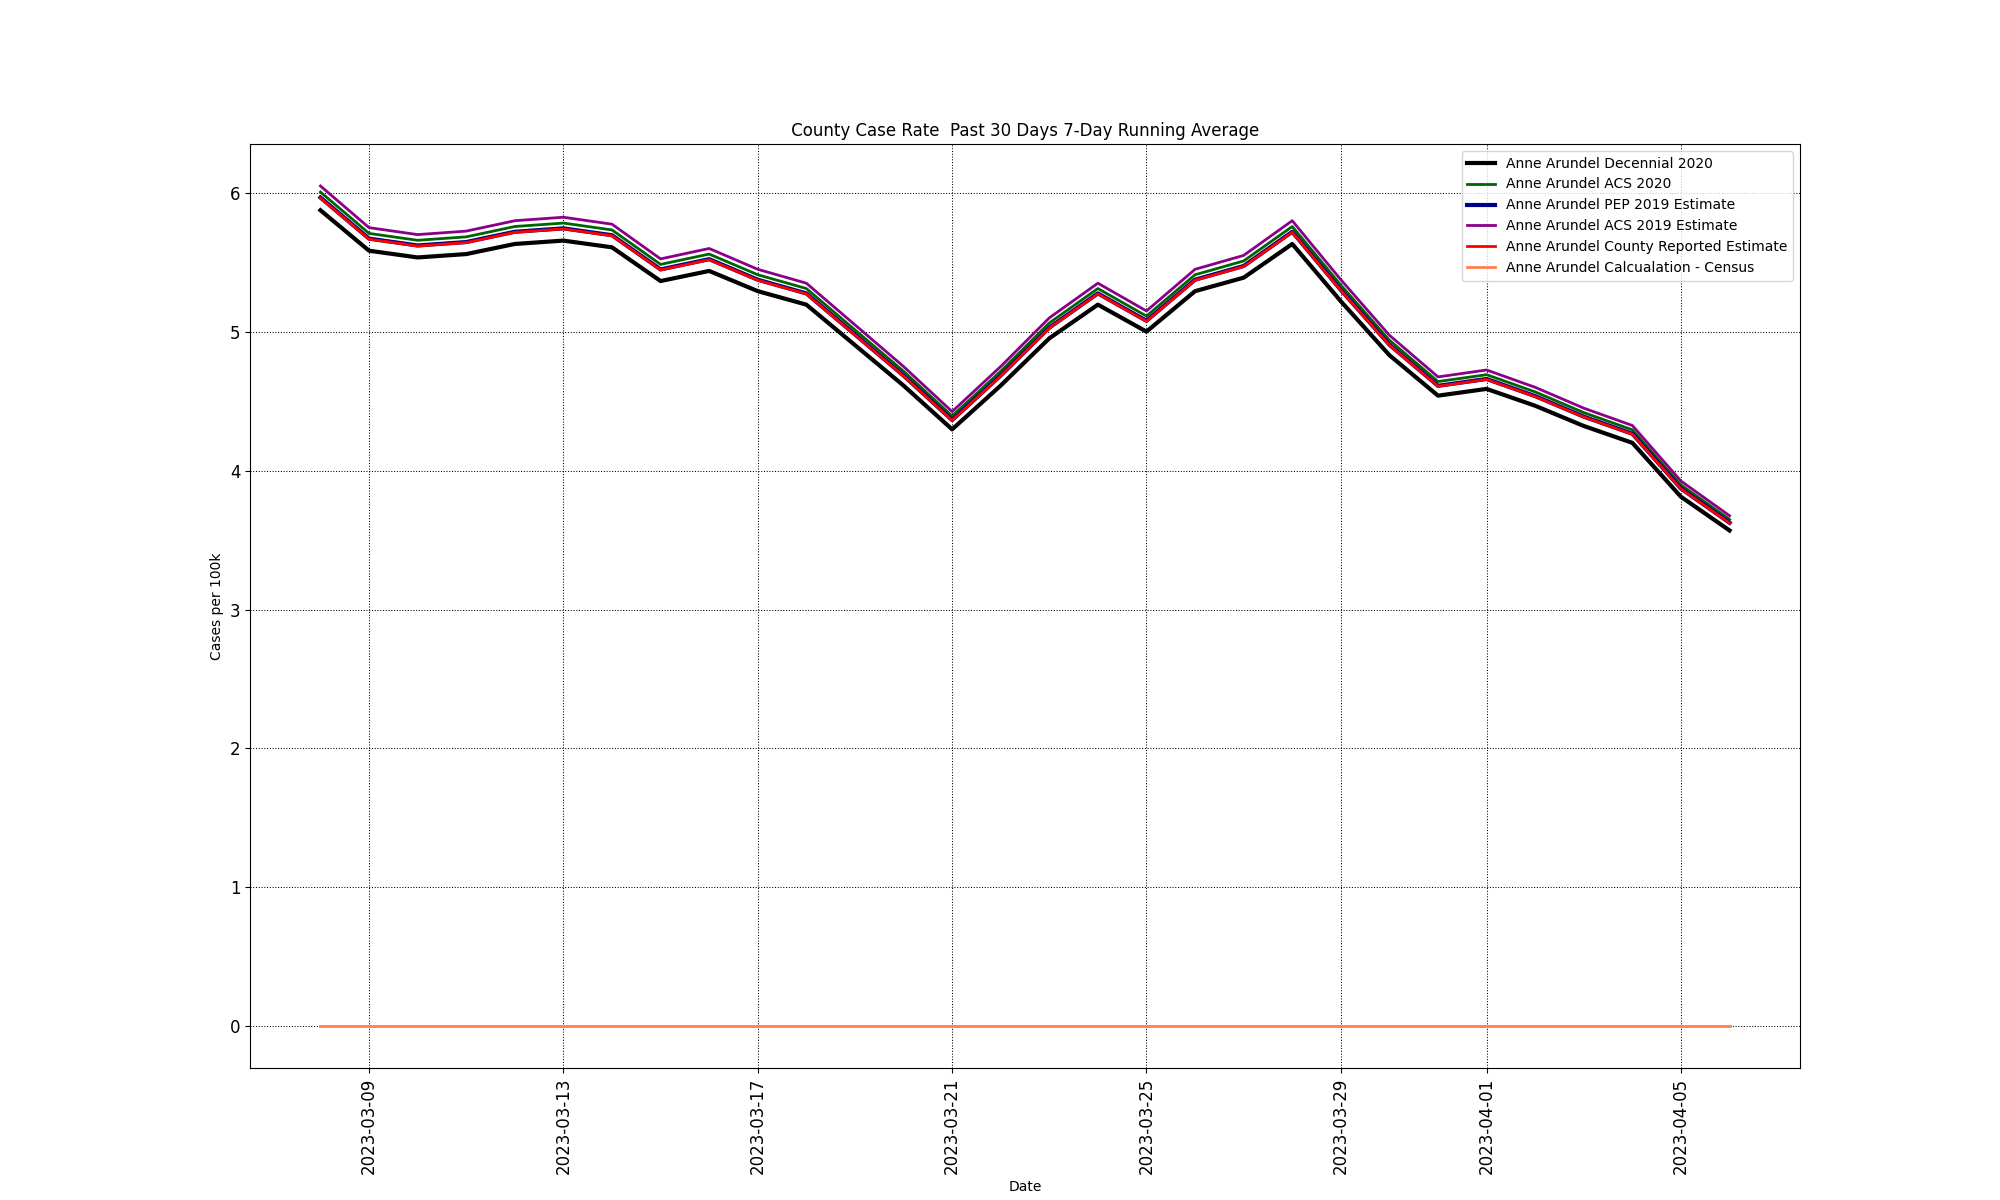 County Case Rate  Past 30 Days 7-Day Running Average
Anne Arundel Decennial 2020
Anne Arundel ACS 2020
Anne Arundel PEP 2019 Estimate
Anne Arundel ACS 2019 Estimate
Anne Arundel County Reported Estimate
Anne Arundel Calcualation - Census
6
5
4
3
2
1
0
Cases per 100k
2023-03-09
2023-03-13
2023-03-17
2023-03-21
2023-03-25
2023-03-29
2023-04-01
2023-04-05
Date